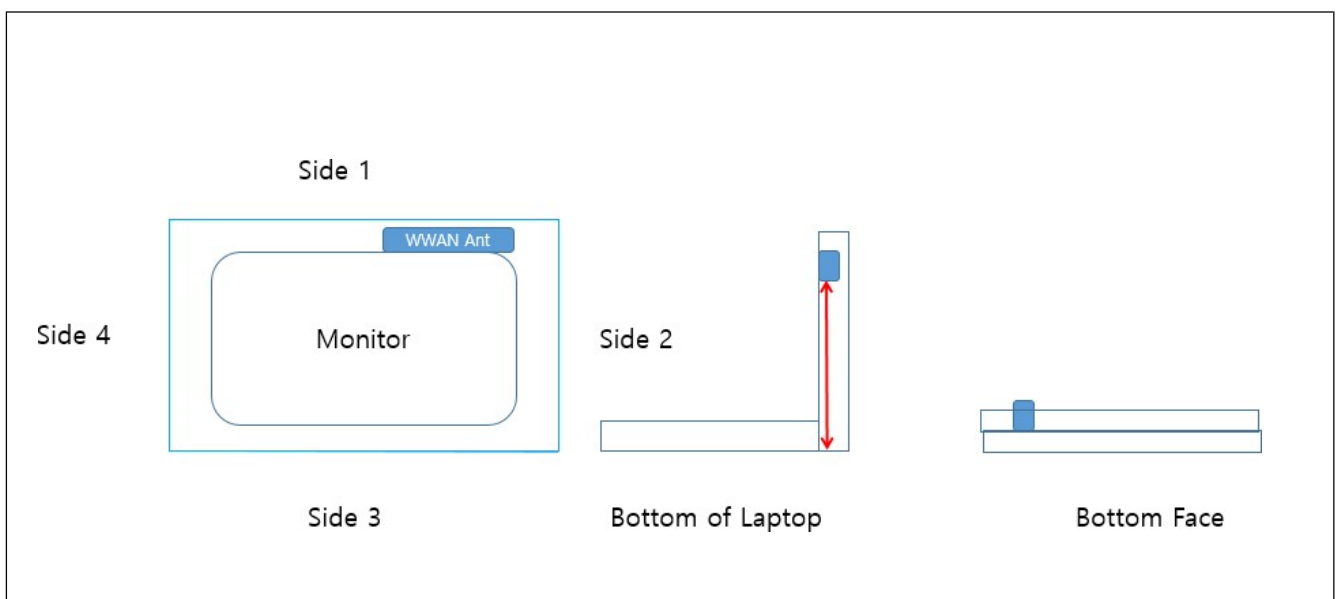 Side 1
WWAN Ant
Side 4
Monitor
Side 2
Side 3
Bottom of Laptop
Bottom Face